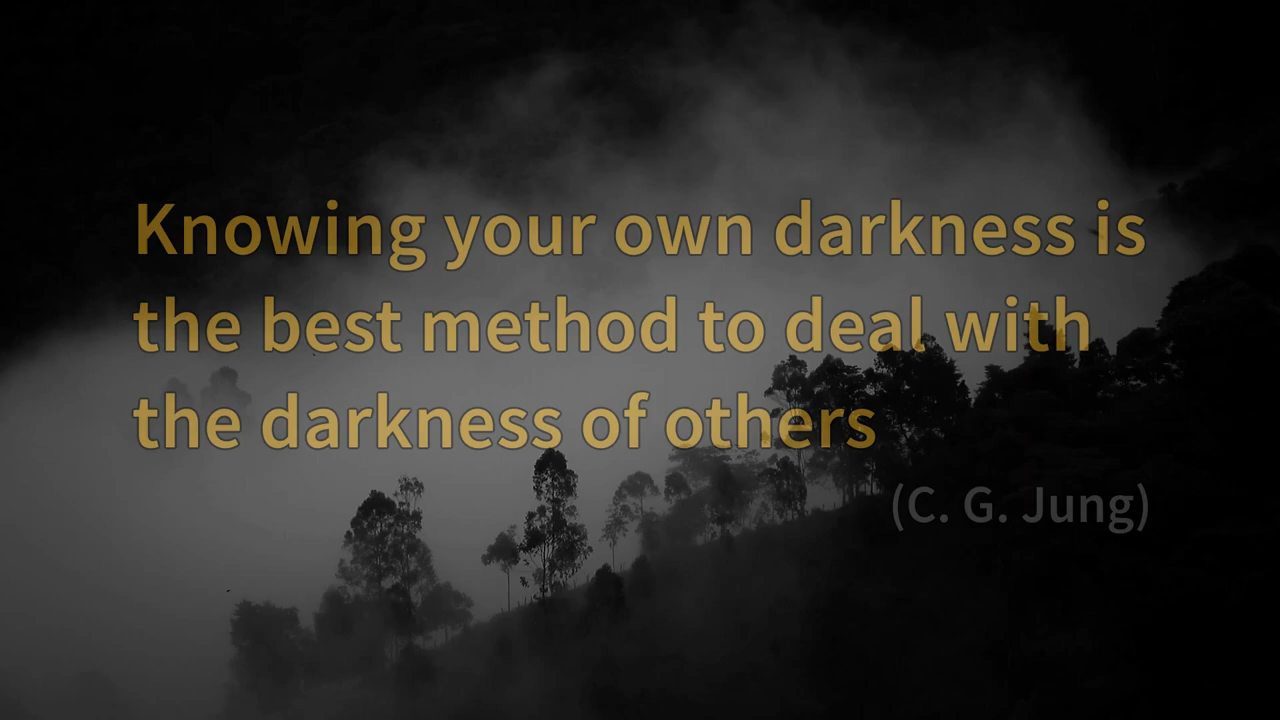 Knowing your own darkness is
the best method to deal with
the darkness of others
(C. G. Jung)